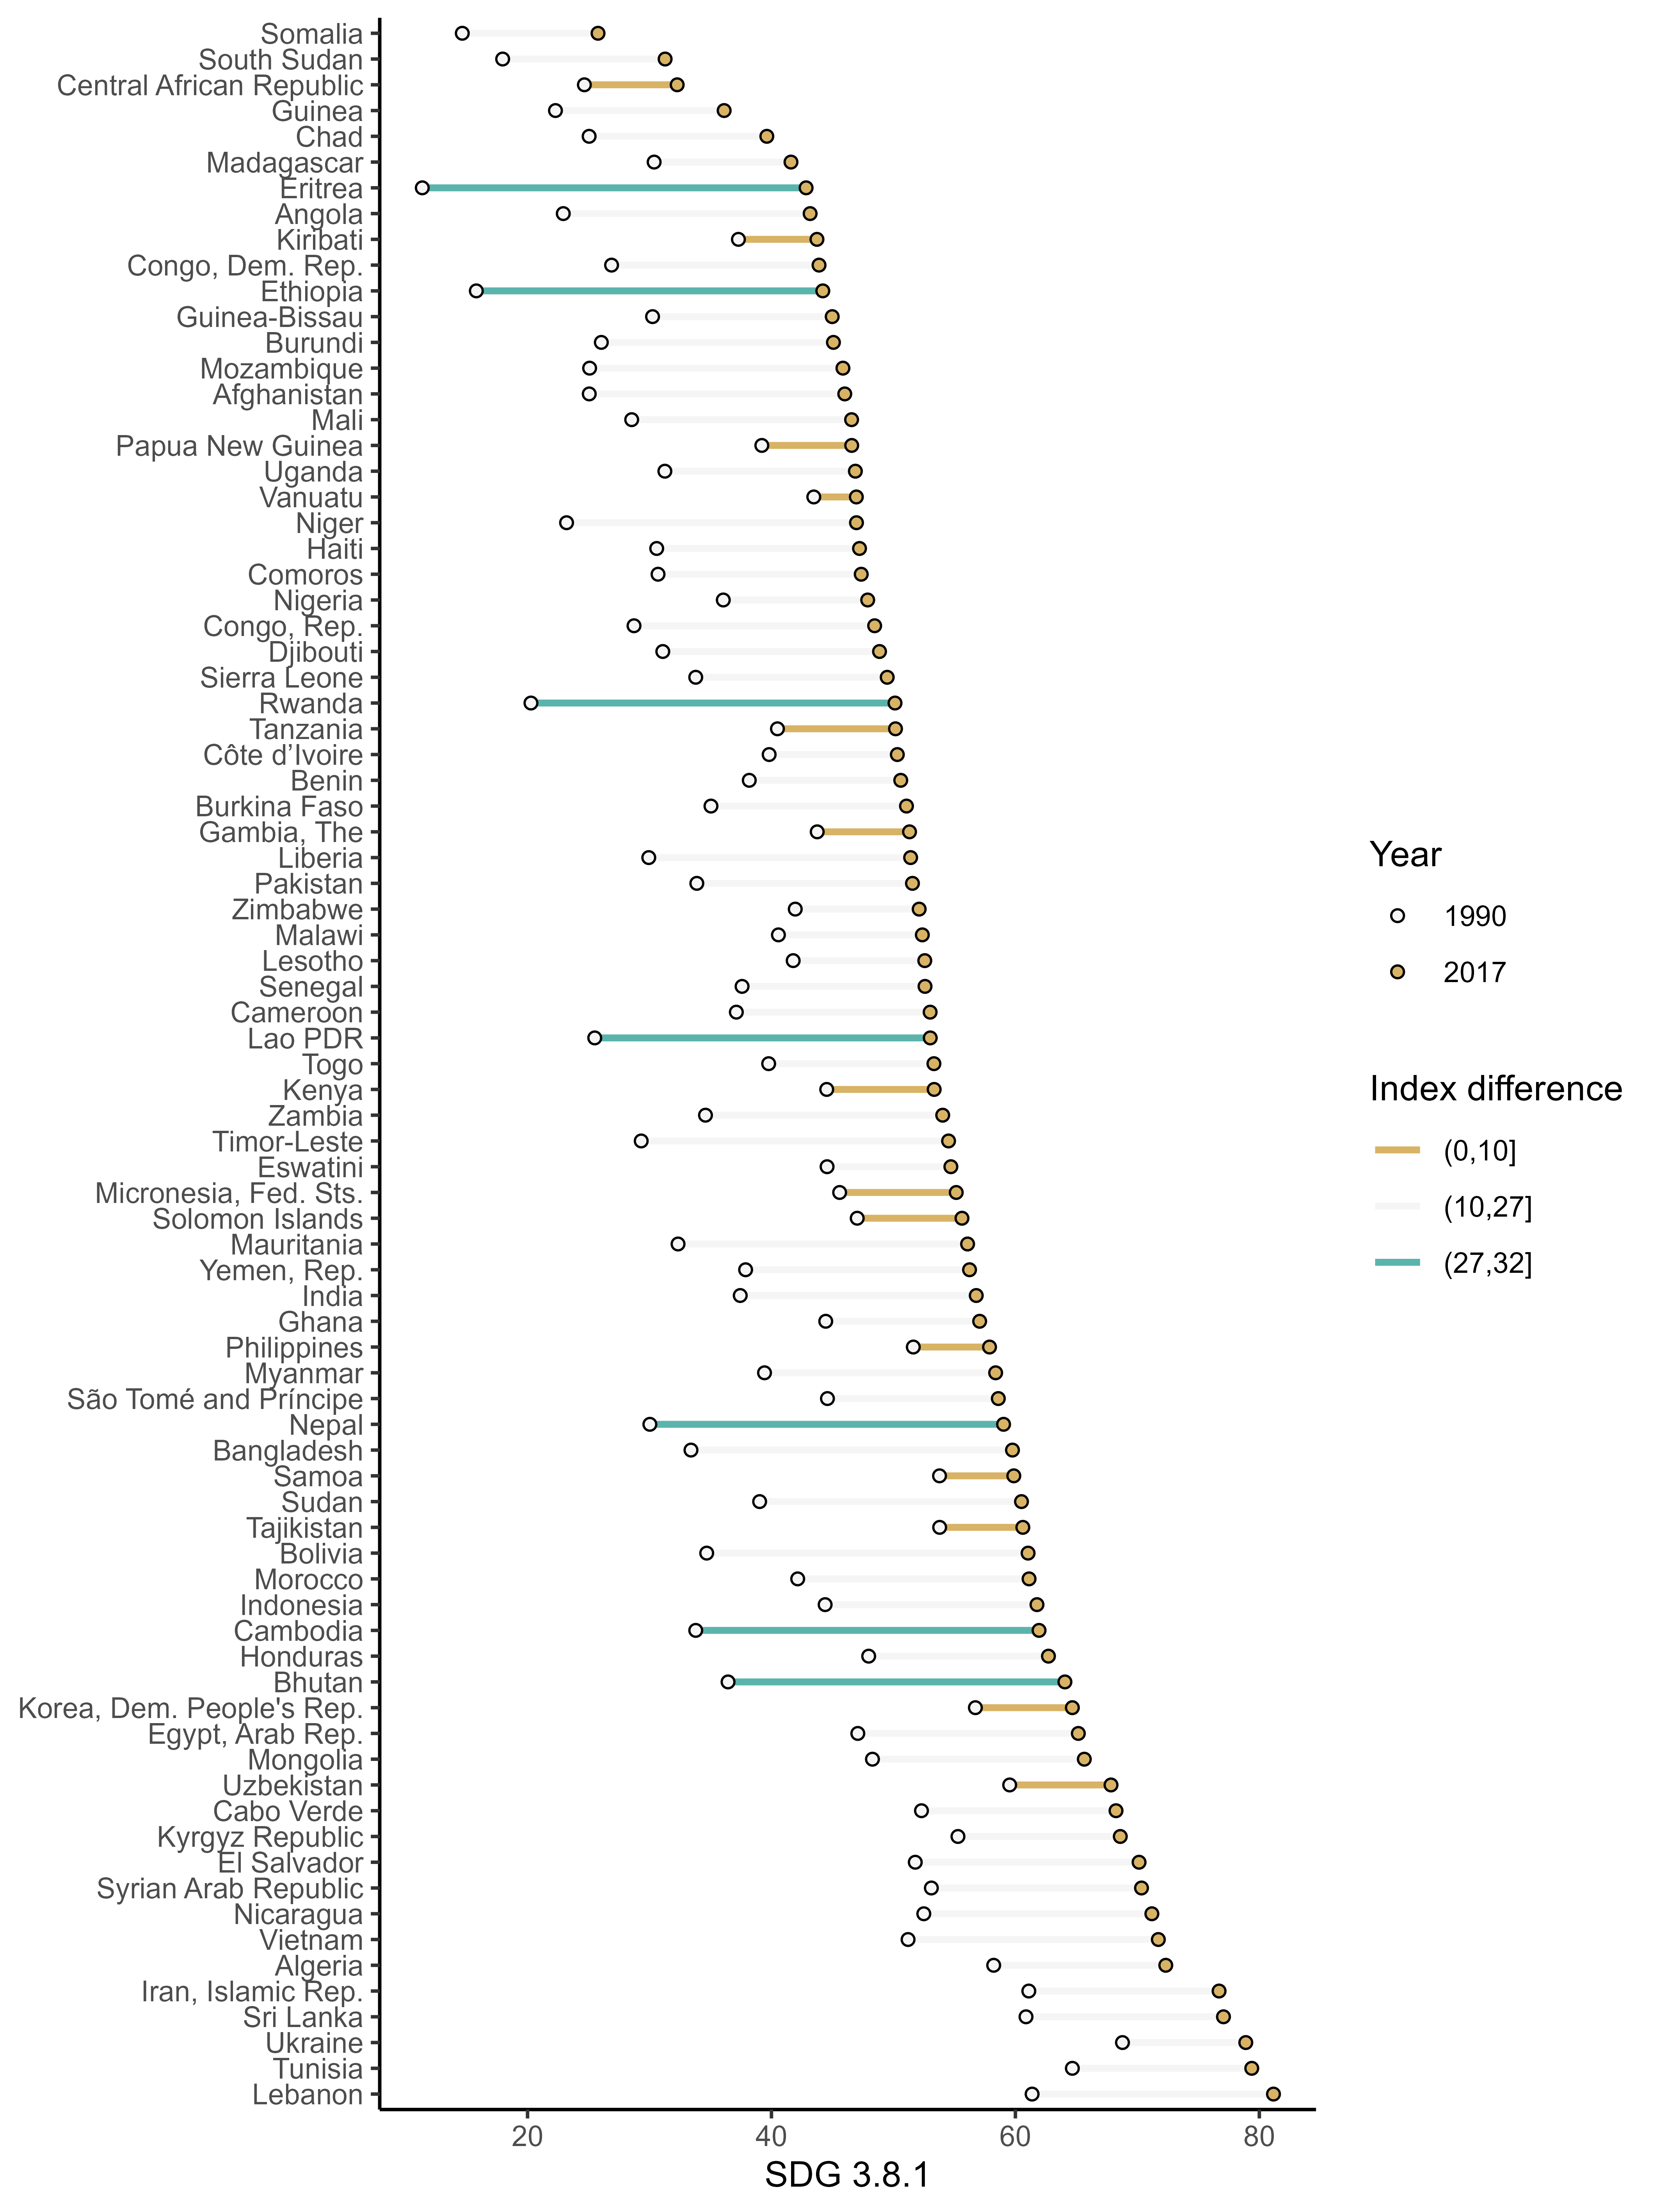 Somalia
South Sudan
Central African Republic
Guinea
Chad
Madagascar
Eritrea
Angola
Kiribati
Congo, Dem. Rep.
Ethiopia
Guinea-Bissau
Burundi
Mozambique
Afghanistan
Mali
Papua New Guinea
Uganda
Vanuatu
Niger
Haiti
Comoros
Nigeria
Congo, Rep.
Djibouti
Sierra Leone
Rwanda
Tanzania
Côte d’Ivoire
Benin
Burkina Faso
Gambia, The
Liberia
Pakistan
Zimbabwe
Malawi
Lesotho
Senegal
Cameroon
Lao PDR
Togo
Kenya
Zambia
Timor-Leste
Eswatini
Micronesia, Fed. Sts.
Solomon Islands
Mauritania
Yemen, Rep.
India
Ghana
Philippines
Myanmar
São Tomé and Príncipe
Nepal
Bangladesh
Samoa
Sudan
Tajikistan
Bolivia
Morocco
Indonesia
Cambodia
Honduras
Bhutan
Korea, Dem. People's Rep.
Egypt, Arab Rep.
Mongolia
Uzbekistan
Cabo Verde
Kyrgyz Republic
El Salvador
Syrian Arab Republic
Nicaragua
Vietnam
Algeria
Iran, Islamic Rep.
Sri Lanka
Ukraine
Tunisia
Lebanon
20 40 60 80
SDG 3.8.1
Year
1990
2017
Index difference
(0,10]
(10,27]
(27,32]